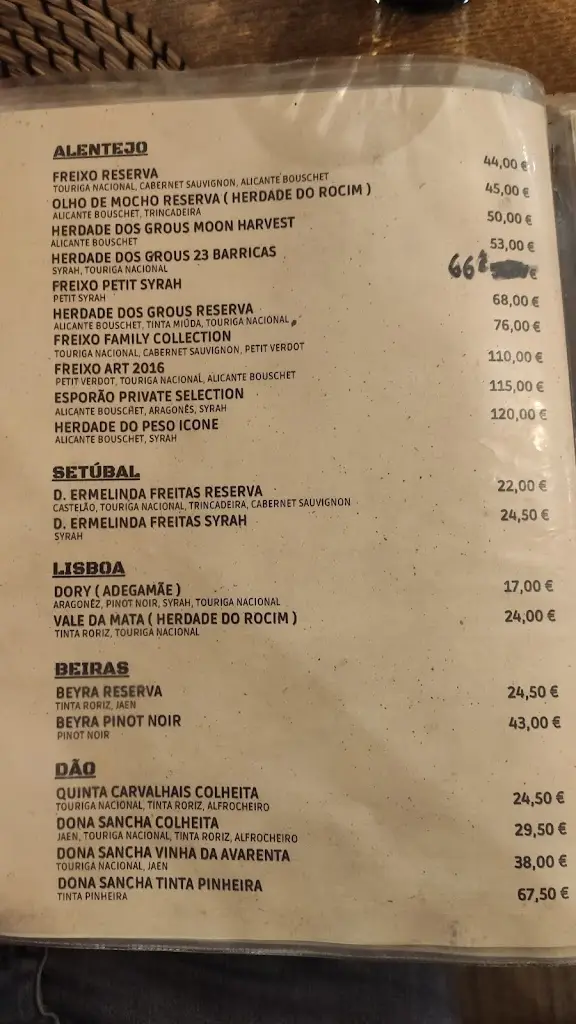 ALENTEJO
FREIXO RESERVA 44,00 €
TOURIGA NACIONAL, CABERNET SAUVIGNON, ALICANTE BOUSCHET
OLHO DE MOCHO RESERVA ( HERDADE DO ROCIM ) 45,00 €
ALICANTE BOUSCHET, TRINCADEIRA
HERDADE DOS GROUS MOON HARVEST 50,00 €
ALICANTE BOUSCHET
HERDADE DOS GROUS 23 BARRICAS 53,00 €
SYRAH, TOURIGA NACIONAL
FREIXO PETIT SYRAH 66 €
PETIT SYRAH
HERDADE DOS GROUS RESERVA 68,00 €
ALICANTE BOUSCHET, TINTA MIÚDA, TOURIGA NACIONAL
FREIXO FAMILY COLLECTION 76,00 €
TOURIGA NACIONAL, CABERNET SAUVIGNON, PETIT VERDOT
FREIXO ART 2016 110,00 €
PETIT VERDOT, TOURIGA NACIONAL, ALICANTE BOUSCHET
ESPORÃO PRIVATE SELECTION 115,00 €
ALICANTE BOUSCHET, ARAGONÊS, SYRAH
HERDADE DO PESO ICONE 120,00 €
ALICANTE BOUSCHET, SYRAH
SETÚBAL
D. ERMELINDA FREITAS RESERVA 22,00 €
CASTELÃO, TOURIGA NACIONAL, TRINCADEIRA, CABERNET SAUVIGNON
D. ERMELINDA FREITAS SYRAH 24,50 €
SYRAH
LISBOA
DORY ( ADEGAMÃE ) 17,00 €
ARAGONÊZ, PINOT NOIR, SYRAH, TOURIGA NACIONAL
VALE DA MATA ( HERDADE DO ROCIM ) 24,00 €
TINTA RORIZ, TOURIGA NACIONAL
BEIRAS
BEYRA RESERVA 24,50 €
TINTA RORIZ, JAEN
BEYRA PINOT NOIR 43,00 €
PINOT NOIR
DÃO
QUINTA CARVALHAIS COLHEITA 24,50 €
TOURIGA NACIONAL, TINTA RORIZ, ALFROCHEIRO
DONA SANCHA COLHEITA 29,50 €
JAEN, TOURIGA NACIONAL, TINTA RORIZ, ALFROCHEIRO
DONA SANCHA VINHA DA AVARENTA 38,00 €
TOURIGA NACIONAL, JAEN
DONA SANCHA TINTA PINHEIRA 67,50 €
TINTA PINHEIRA